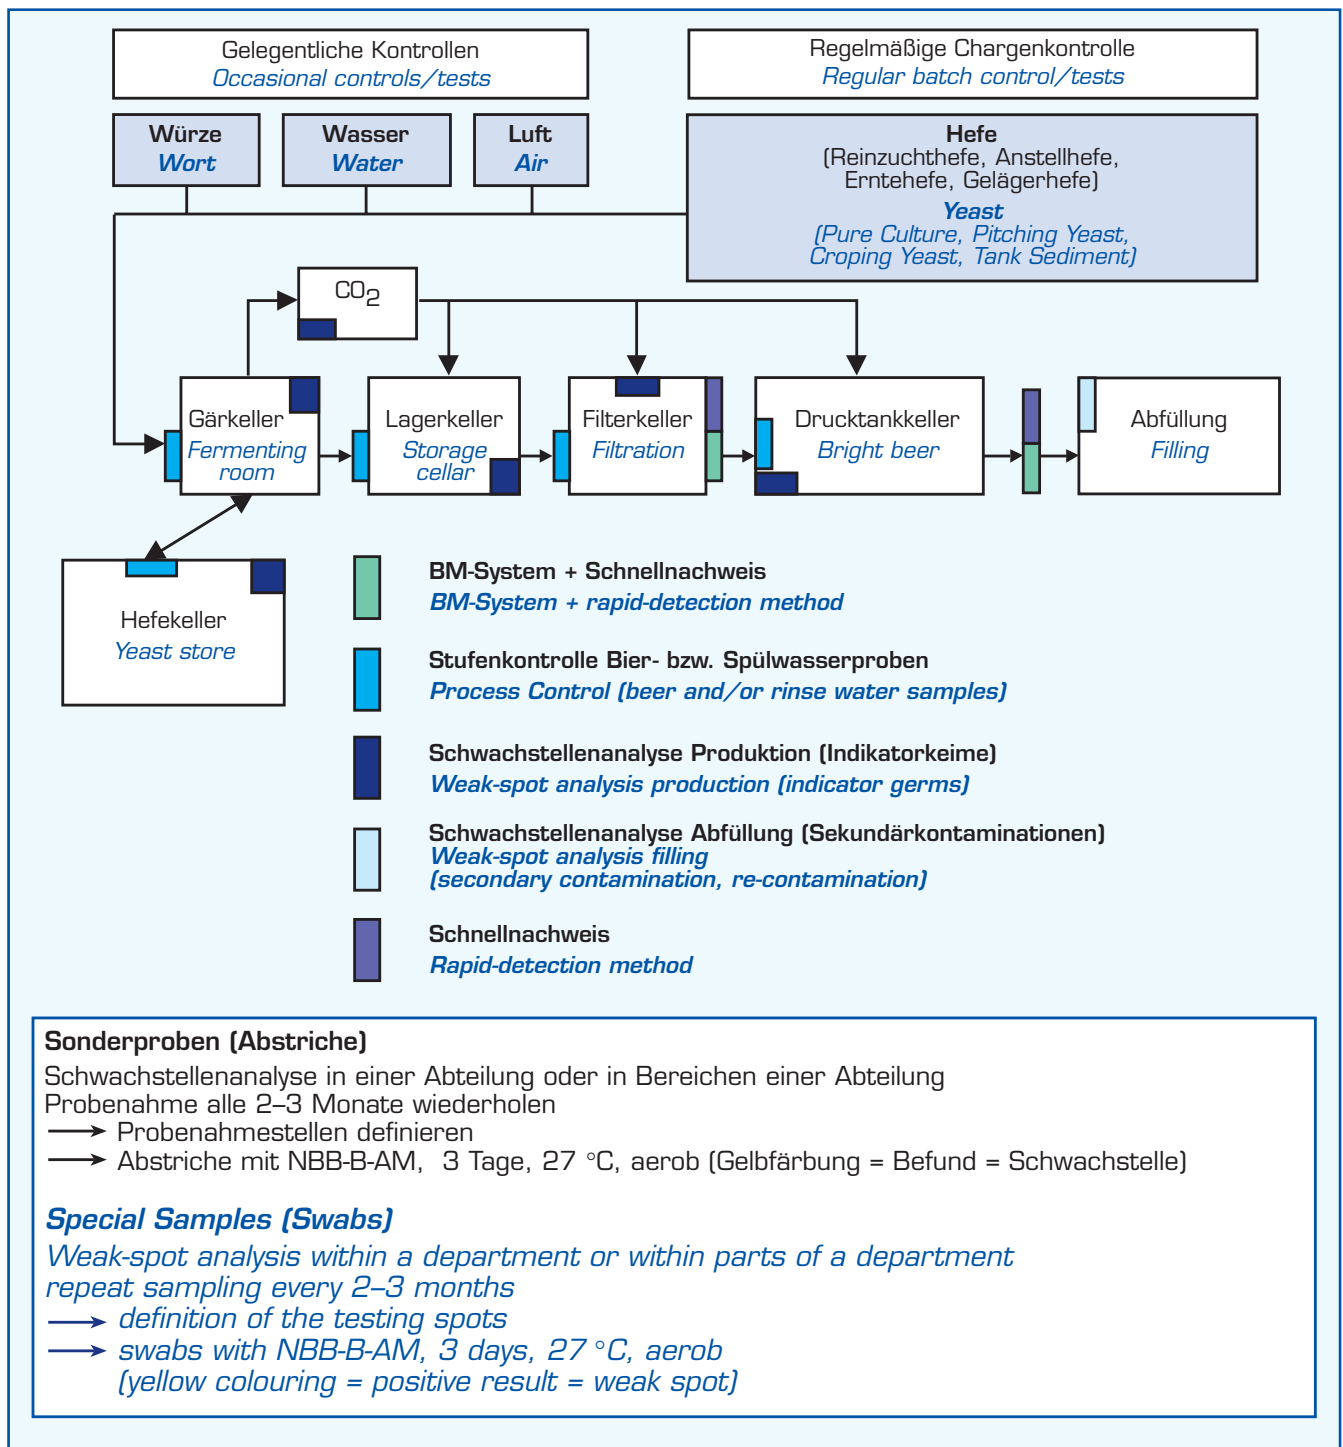 Gelegentliche Kontrollen
Occasional controls/tests
Regelmäßige Chargenkontrolle
Regular batch control/tests
Würze
Wort
Wasser
Water
Luft
Air
Hefe
(Reinzuchthefe, Anstellhefe,
Erntehefe, Gelägerhefe)
Yeast
(Pure Culture, Pitching Yeast,
Croping Yeast, Tank Sediment)
CO2
Gärkeller
Fermenting
room
Lagerkeller
Storage
cellar
Filterkeller
Filtration
Drucktankkeller
Bright beer
Abfüllung
Filling
Hefekeller
Yeast store
BM-System + Schnellnachweis
BM-System + rapid-detection method
Stufenkontrolle Bier- bzw. Spülwasserproben
Process Control (beer and/or rinse water samples)
Schwachstellenanalyse Produktion (Indikatorkeime)
Weak-spot analysis production (indicator germs)
Schwachstellenanalyse Abfüllung (Sekundärkontaminationen)
Weak-spot analysis filling
(secondary contamination, re-contamination)
Schnellnachweis
Rapid-detection method
Sonderproben (Abstriche)
Schwachstellenanalyse in einer Abteilung oder in Bereichen einer Abteilung
Probenahme alle 2–3 Monate wiederholen
Probenahmestellen definieren
Abstriche mit NBB-B-AM, 3 Tage, 27 °C, aerob (Gelbfärbung = Befund = Schwachstelle)
Special Samples (Swabs)
Weak-spot analysis within a department or within parts of a department
repeat sampling every 2–3 months
definition of the testing spots
swabs with NBB-B-AM, 3 days, 27 °C, aerob
(yellow colouring = positive result = weak spot)